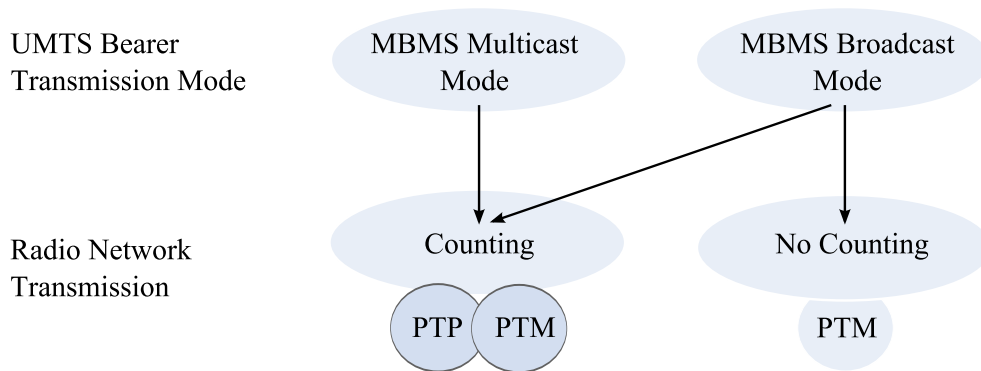 UMTS Bearer
Transmission Mode
MBMS Multicast
Mode
MBMS Broadcast
Mode
Radio Network
Transmission
Counting
No Counting
PTP
PTM
PTM